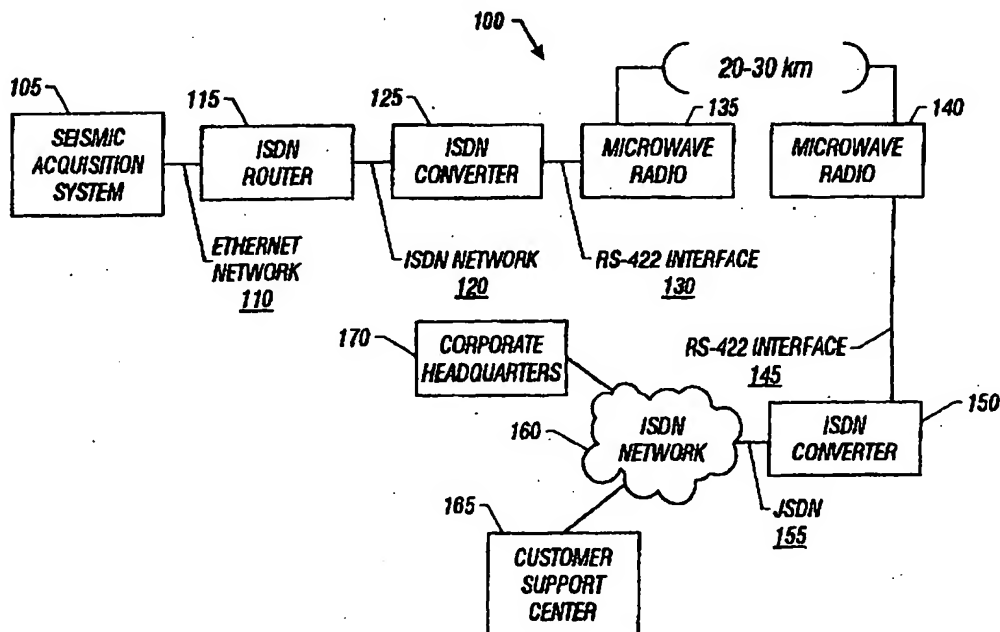 100
20-30 km
105
SEISMIC
ACQUISITION
SYSTEM
115
ISDN
ROUTER
125
ISDN
CONVERTER
135
MICROWAVE
RADIO
140
MICROWAVE
RADIO
ETHERNET
NETWORK
110
ISDN NETWORK
120
RS-422 INTERFACE
130
170
CORPORATE
HEADQUARTERS
RS-422 INTERFACE
145
160
ISDN
NETWORK
150
ISDN
CONVERTER
JSDN
155
165
CUSTOMER
SUPPORT
CENTER